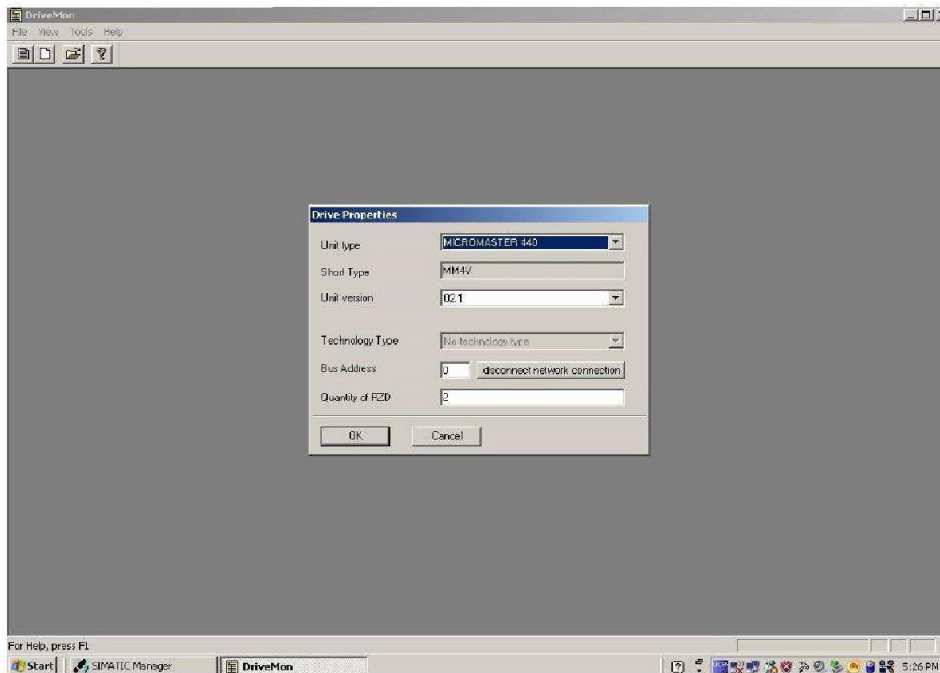 DriveMon
File View Tools Help
Drive Properties
Unit type MICROMASTER 440
Short Type MM4V
Unit version 02.1
Technology Type No technology type
Bus Address 0 disconnect network connection
Quantity of PZD 2
OK Cancel
For Help, press F1
Start SIMATIC Manager DriveMon 5:26 PM